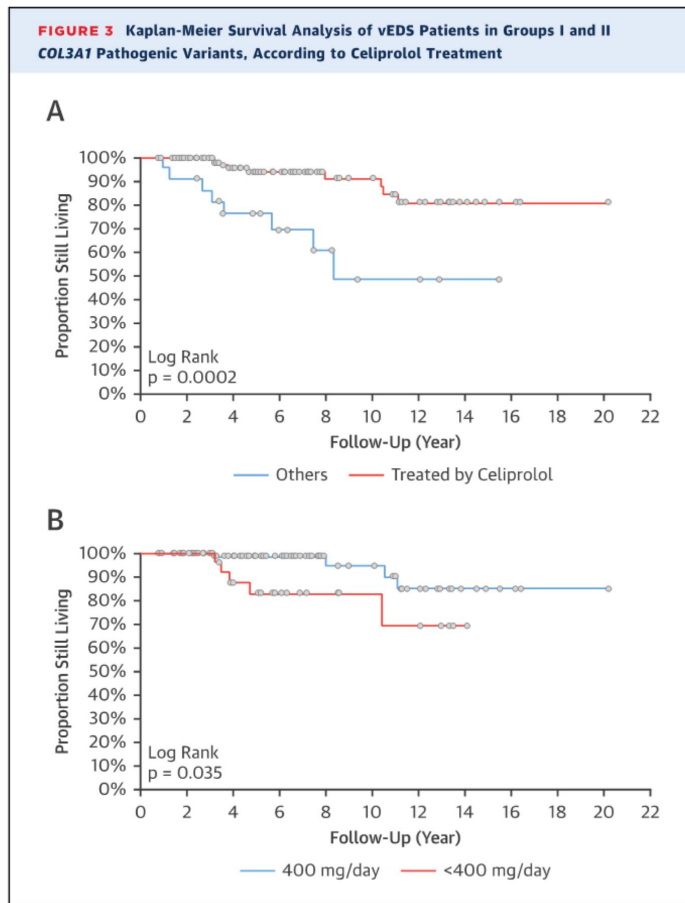 FIGURE 3 Kaplan-Meier Survival Analysis of vEDS Patients in Groups I and II
COL3A1 Pathogenic Variants, According to Celiprolol Treatment
A
Proportion Still Living
100%
90%
80%
70%
60%
50%
40%
30%
20%
10%
0%
Log Rank
p = 0.0002
0 2 4 6 8 10 12 14 16 18 20 22
Follow-Up (Year)
Others Treated by Celiprolol
B
Proportion Still Living
100%
90%
80%
70%
60%
50%
40%
30%
20%
10%
0%
Log Rank
p = 0.035
0 2 4 6 8 10 12 14 16 18 20 22
Follow-Up (Year)
400 mg/day <400 mg/day